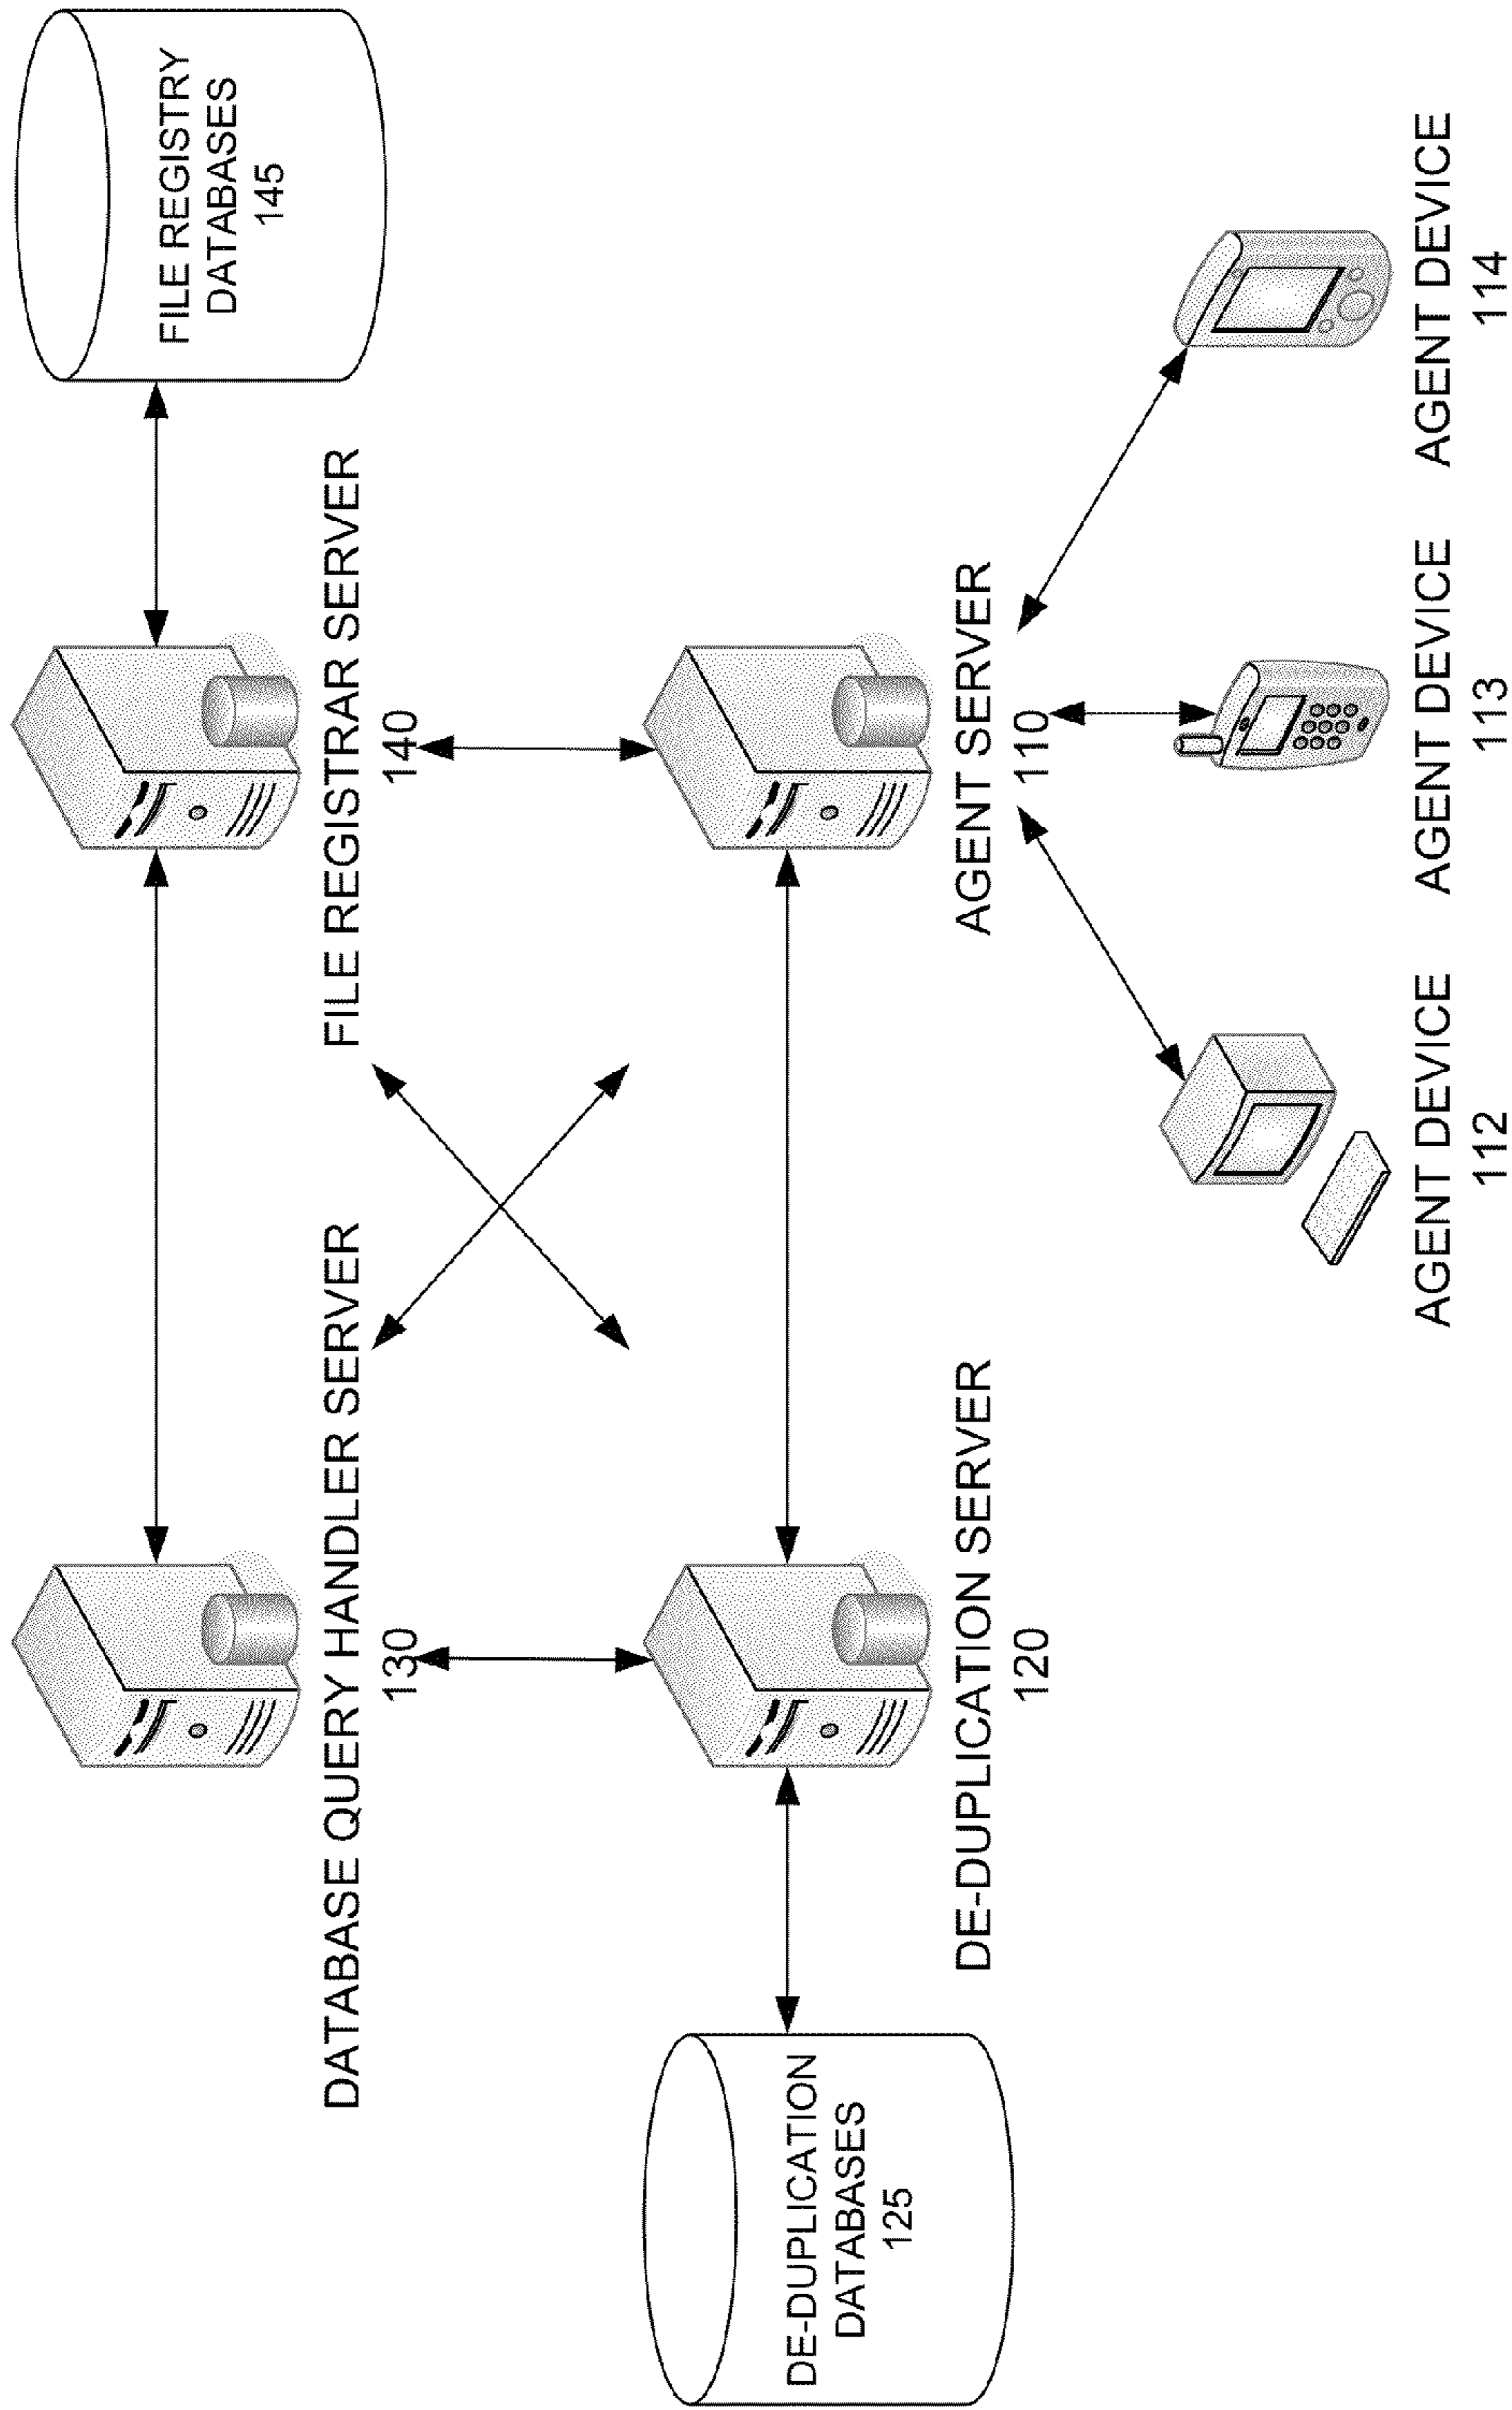 DATABASE QUERY HANDLER SERVER
130
FILE REGISTRAR SERVER
140
FILE REGISTRY
DATABASES
145
DE-DUPLICATION
DATABASES
125
DE-DUPLICATION SERVER
120
AGENT SERVER
110
AGENT DEVICE
112
AGENT DEVICE
113
AGENT DEVICE
114